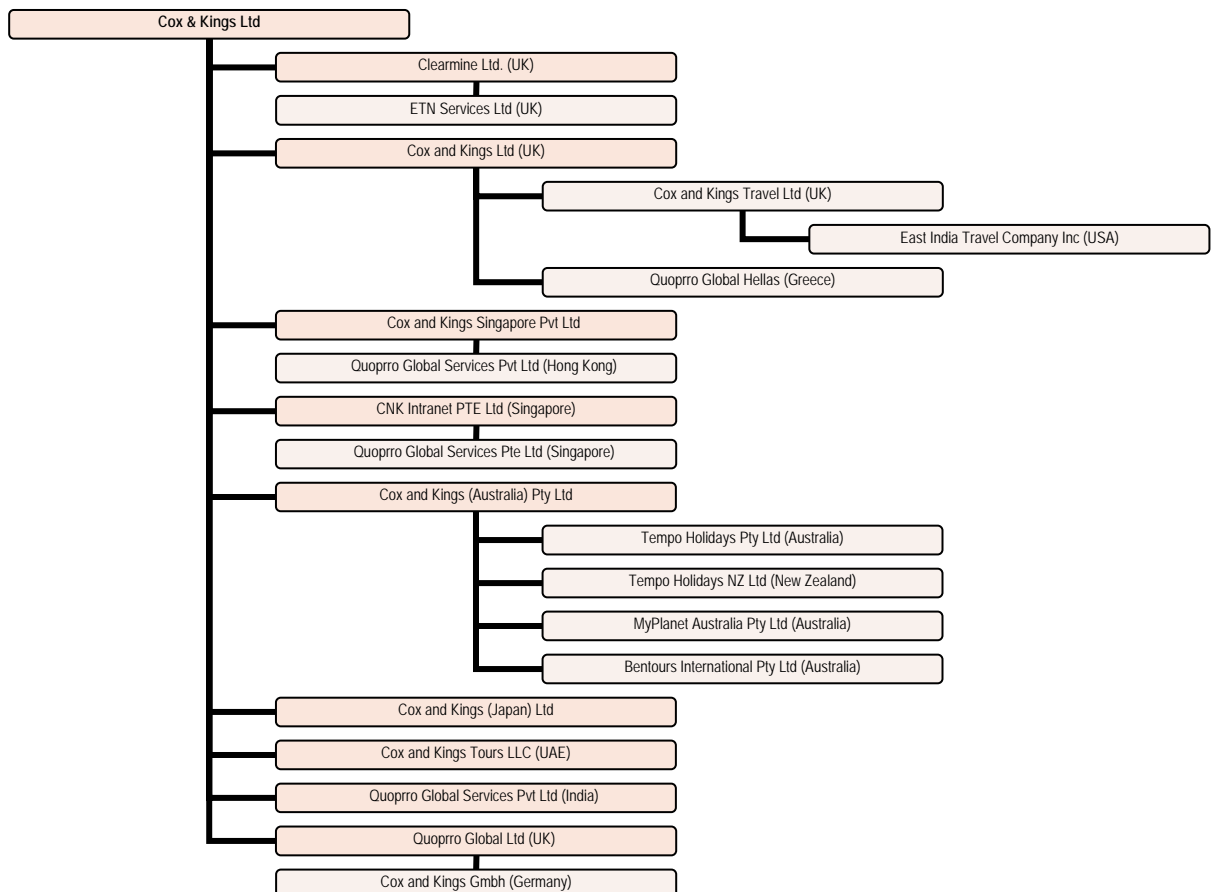 Cox & Kings Ltd
Clearmine Ltd. (UK)
ETN Services Ltd (UK)
Cox and Kings Ltd (UK)
Cox and Kings Travel Ltd (UK)
East India Travel Company Inc (USA)
Quoprro Global Hellas (Greece)
Cox and Kings Singapore Pvt Ltd
Quoprro Global Services Pvt Ltd (Hong Kong)
CNK Intranet PTE Ltd (Singapore)
Quoprro Global Services Pte Ltd (Singapore)
Cox and Kings (Australia) Pty Ltd
Tempo Holidays Pty Ltd (Australia)
Tempo Holidays NZ Ltd (New Zealand)
MyPlanet Australia Pty Ltd (Australia)
Bentours International Pty Ltd (Australia)
Cox and Kings (Japan) Ltd
Cox and Kings Tours LLC (UAE)
Quoprro Global Services Pvt Ltd (India)
Quoprro Global Ltd (UK)
Cox and Kings Gmbh (Germany)